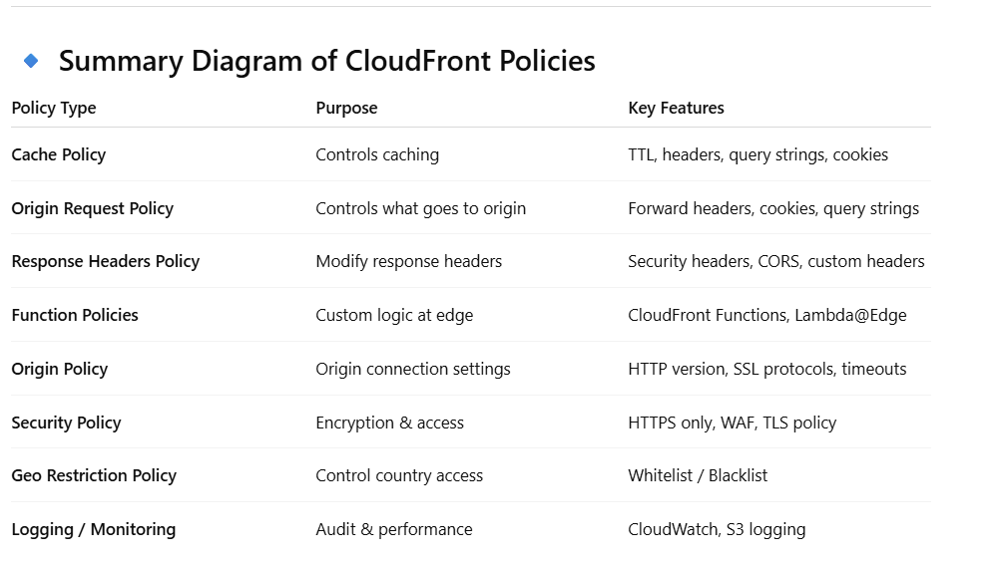 Summary Diagram of CloudFront Policies
Policy Type Purpose Key Features
Cache Policy Controls caching TTL, headers, query strings, cookies
Origin Request Policy Controls what goes to origin Forward headers, cookies, query strings
Response Headers Policy Modify response headers Security headers, CORS, custom headers
Function Policies Custom logic at edge CloudFront Functions, Lambda@Edge
Origin Policy Origin connection settings HTTP version, SSL protocols, timeouts
Security Policy Encryption & access HTTPS only, WAF, TLS policy
Geo Restriction Policy Control country access Whitelist / Blacklist
Logging / Monitoring Audit & performance CloudWatch, S3 logging